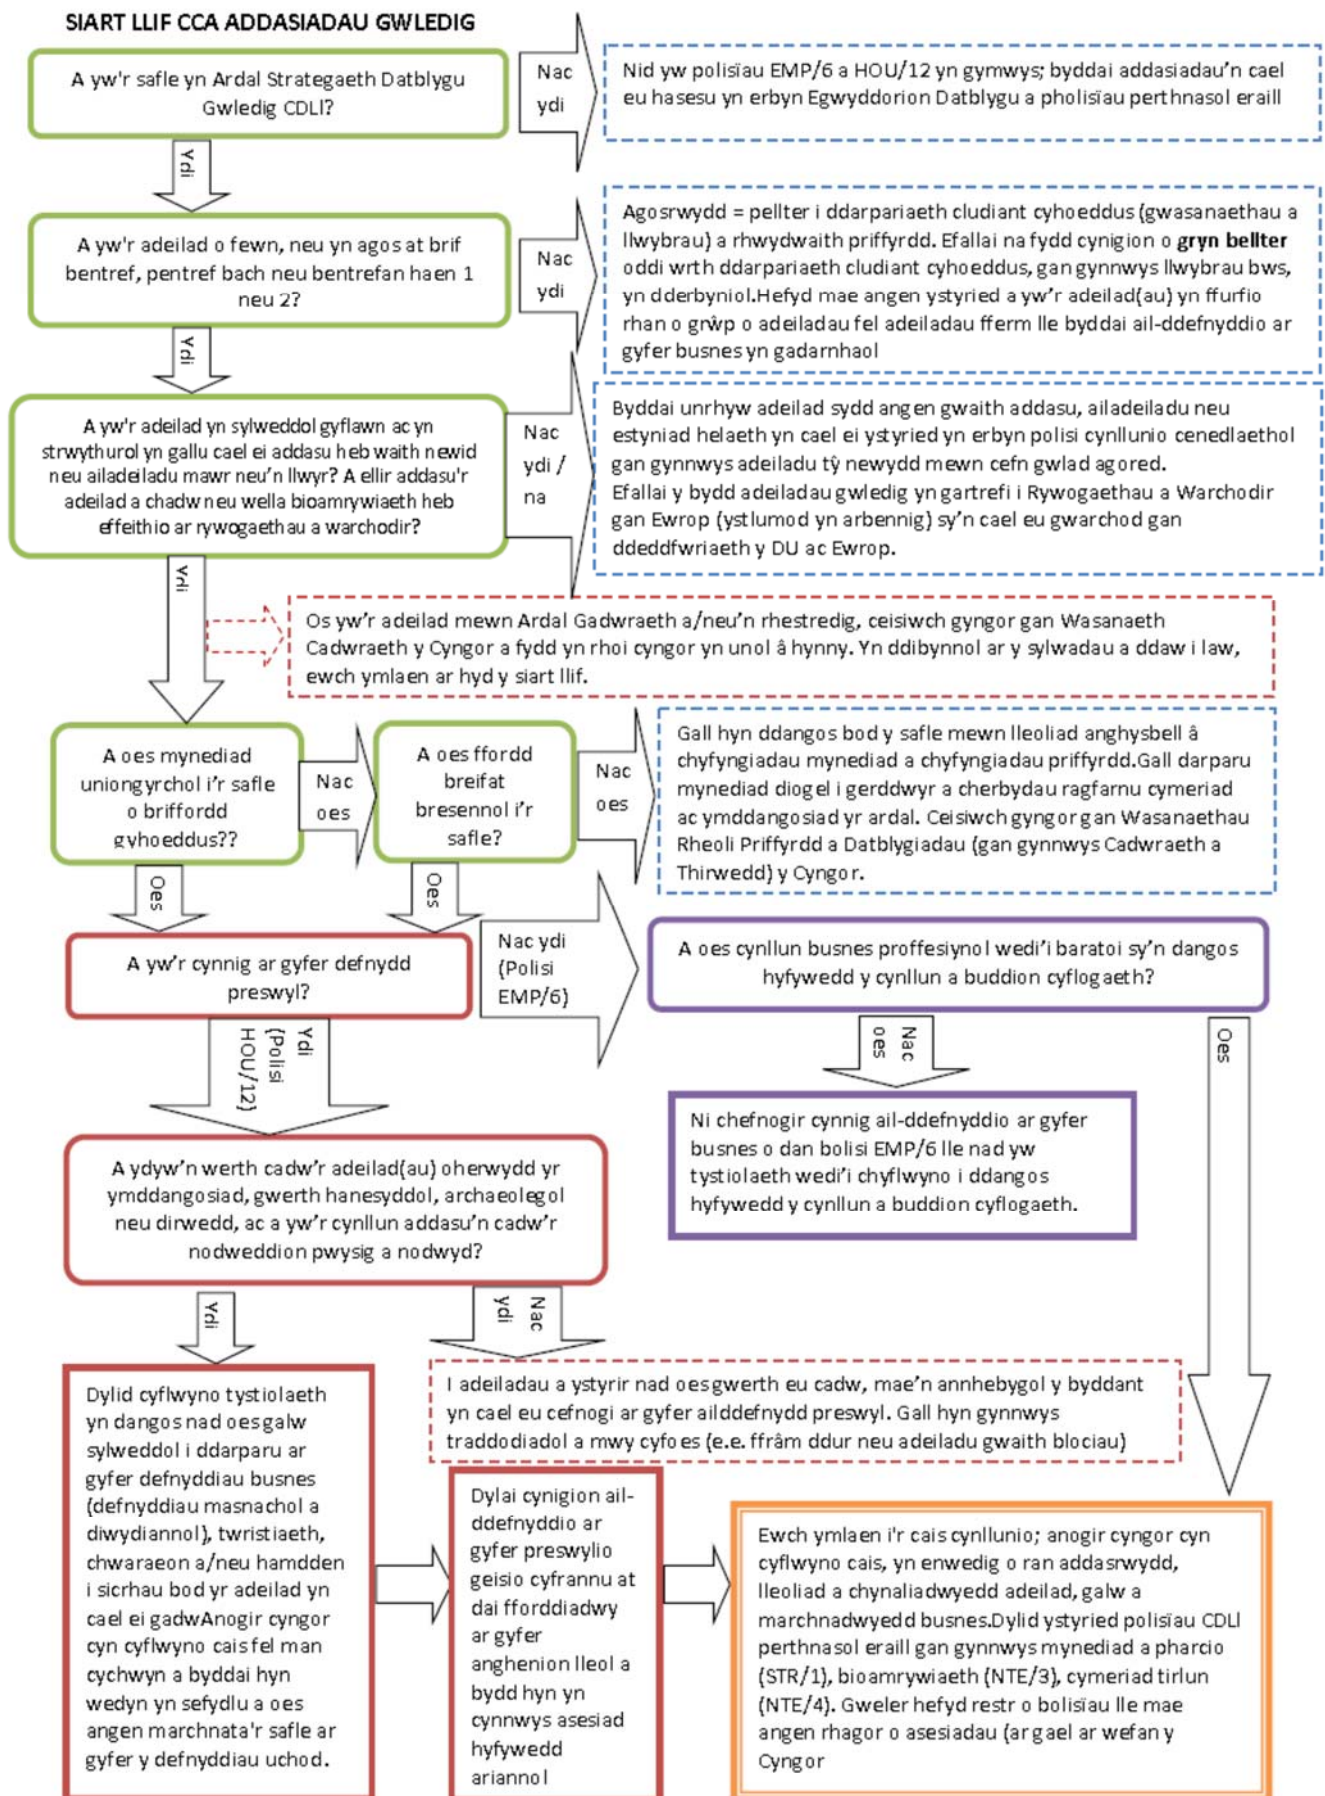 SIART LLIF CCA ADDASIADAU GWLEDIG
A yw'r safle yn Ardal Strategaeth Datblygu
Gwledig CDLl?
Nac
ydi
Nid yw polisïau EMP/6 a HOU/12 yn gymwys; byddai addasiadau'n cael
eu hasesu yn erbyn Egwyddorion Datblygu a pholisïau perthnasol eraill
Ydi
A yw'r adeilad o fewn, neu yn agos at brif
bentref, pentref bach neu bentrefan haen 1
neu 2?
Nac
ydi
Agosrwydd = pellter i ddarpariaeth cludiant cyhoeddus (gwasanaethau a
llwybrau) a rhwydwaith priffyrdd. Efallai na fydd cynigion o gryn bellter
oddi wrth ddarpariaeth cludiant cyhoeddus, gan gynnwys llwybrau bws,
yn dderbyniol.Hefyd mae angen ystyried a yw'r adeilad(au) yn ffurfio
rhan o grŵp o adeiladau fel adeiladau fferm lle byddai ail-ddefnyddio ar
gyfer busnes yn gadarnhaol
Ydi
A yw'r adeilad yn sylweddol gyflawn ac yn
strwythurol yn gallu cael ei addasu heb waith newid
neu ailadeiladu mawr neu'n llwyr? A ellir addasu'r
adeilad a chadw neu wella bioamrywiaeth heb
effeithio ar rywogaethau a warchodir?
Nac
ydi /
na
Byddai unrhyw adeilad sydd angen gwaith addasu, ailadeiladu neu
estyniad helaeth yn cael ei ystyried yn erbyn polisi cynllunio cenedlaethol
gan gynnwys adeiladu tŷ newydd mewn cefn gwlad agored.
Efallai y bydd adeiladau gwledig yn gartrefi i Rywogaethau a Warchodir
gan Ewrop (ystlumod yn arbennig) sy'n cael eu gwarchod gan
ddeddfwriaeth y DU ac Ewrop.
Ydi
Os yw'r adeilad mewn Ardal Gadwraeth a/neu'n rhestredig, ceisiwch gyngor gan Wasanaeth
Cadwraeth y Cyngor a fydd yn rhoi cyngor yn unol â hynny. Yn ddibynnol ar y sylwadau a ddaw i law,
ewch ymlaen ar hyd y siart llif.
A oes mynediad
uniongyrchol i'r safle
o briffordd
gyhoeddus??
Nac
oes
A oes ffordd
breifat
bresennol i'r
safle?
Nac
oes
Gall hyn ddangos bod y safle mewn lleoliad anghysbell â
chyfyngiadau mynediad a chyfyngiadau priffyrdd.Gall darparu
mynediad diogel i gerddwyr a cherbydau ragfarnu cymeriad
ac ymddangosiad yr ardal. Ceisiwch gyngor gan Wasanaethau
Rheoli Priffyrdd a Datblygiadau (gan gynnwys Cadwraeth a
Thirwedd) y Cyngor.
Oes
Oes
A yw'r cynnig ar gyfer defnydd
preswyl?
Nac ydi
(Polisi
EMP/6)
A oes cynllun busnes proffesiynol wedi'i baratoi sy'n dangos
hyfywedd y cynllun a buddion cyflogaeth?
Ydi
(Polisi
HOU/12)
Nac
oes
Oes
Ni chefnogir cynnig ail-ddefnyddio ar gyfer
busnes o dan bolisi EMP/6 lle nad yw
tystiolaeth wedi'i chyflwyno i ddangos
hyfywedd y cynllun a buddion cyflogaeth.
A ydyw'n werth cadw'r adeilad(au) oherwydd yr
ymddangosiad, gwerth hanesyddol, archaeolegol
neu dirwedd, ac a yw'r cynllun addasu'n cadw'r
nodweddion pwysig a nodwyd?
Ydi
Nac
ydi
I adeiladau a ystyrir nad oes gwerth eu cadw, mae'n annhebygol y byddant
yn cael eu cefnogi ar gyfer ailddefnydd preswyl. Gall hyn gynnwys
traddodiadol a mwy cyfoes (e.e. ffrâm ddur neu adeiladu gwaith blociau)
Dylid cyflwyno tystiolaeth
yn dangos nad oes galw
sylweddol i ddarparu ar
gyfer defnyddiau busnes
(defnyddiau masnachol a
diwydiannol), twristiaeth,
chwaraeon a/neu hamdden
i sicrhau bod yr adeilad yn
cael ei gadwAnogir cyngor
cyn cyflwyno cais fel man
cychwyn a byddai hyn
wedyn yn sefydlu a oes
angen marchnata'r safle ar
gyfer y defnyddiau uchod.
Dylai cynigion ail-
ddefnyddio ar
gyfer preswylio
geisio cyfrannu at
dai fforddiadwy
ar gyfer
anghenion lleol a
bydd hyn yn
cynnwys asesiad
hyfywedd
ariannol
Ewch ymlaen i'r cais cynllunio; anogir cyngor cyn
cyflwyno cais, yn enwedig o ran addasrwydd,
lleoliad a chynaliadwyedd adeilad, galw a
marchnadwyedd busnes.Dylid ystyried polisïau CDLl
perthnasol eraill gan gynnwys mynediad a pharcio
(STR/1), bioamrywiaeth (NTE/3), cymeriad tirlun
(NTE/4). Gweler hefyd restr o bolisïau lle mae
angen rhagor o asesiadau (ar gael ar wefan y
Cyngor